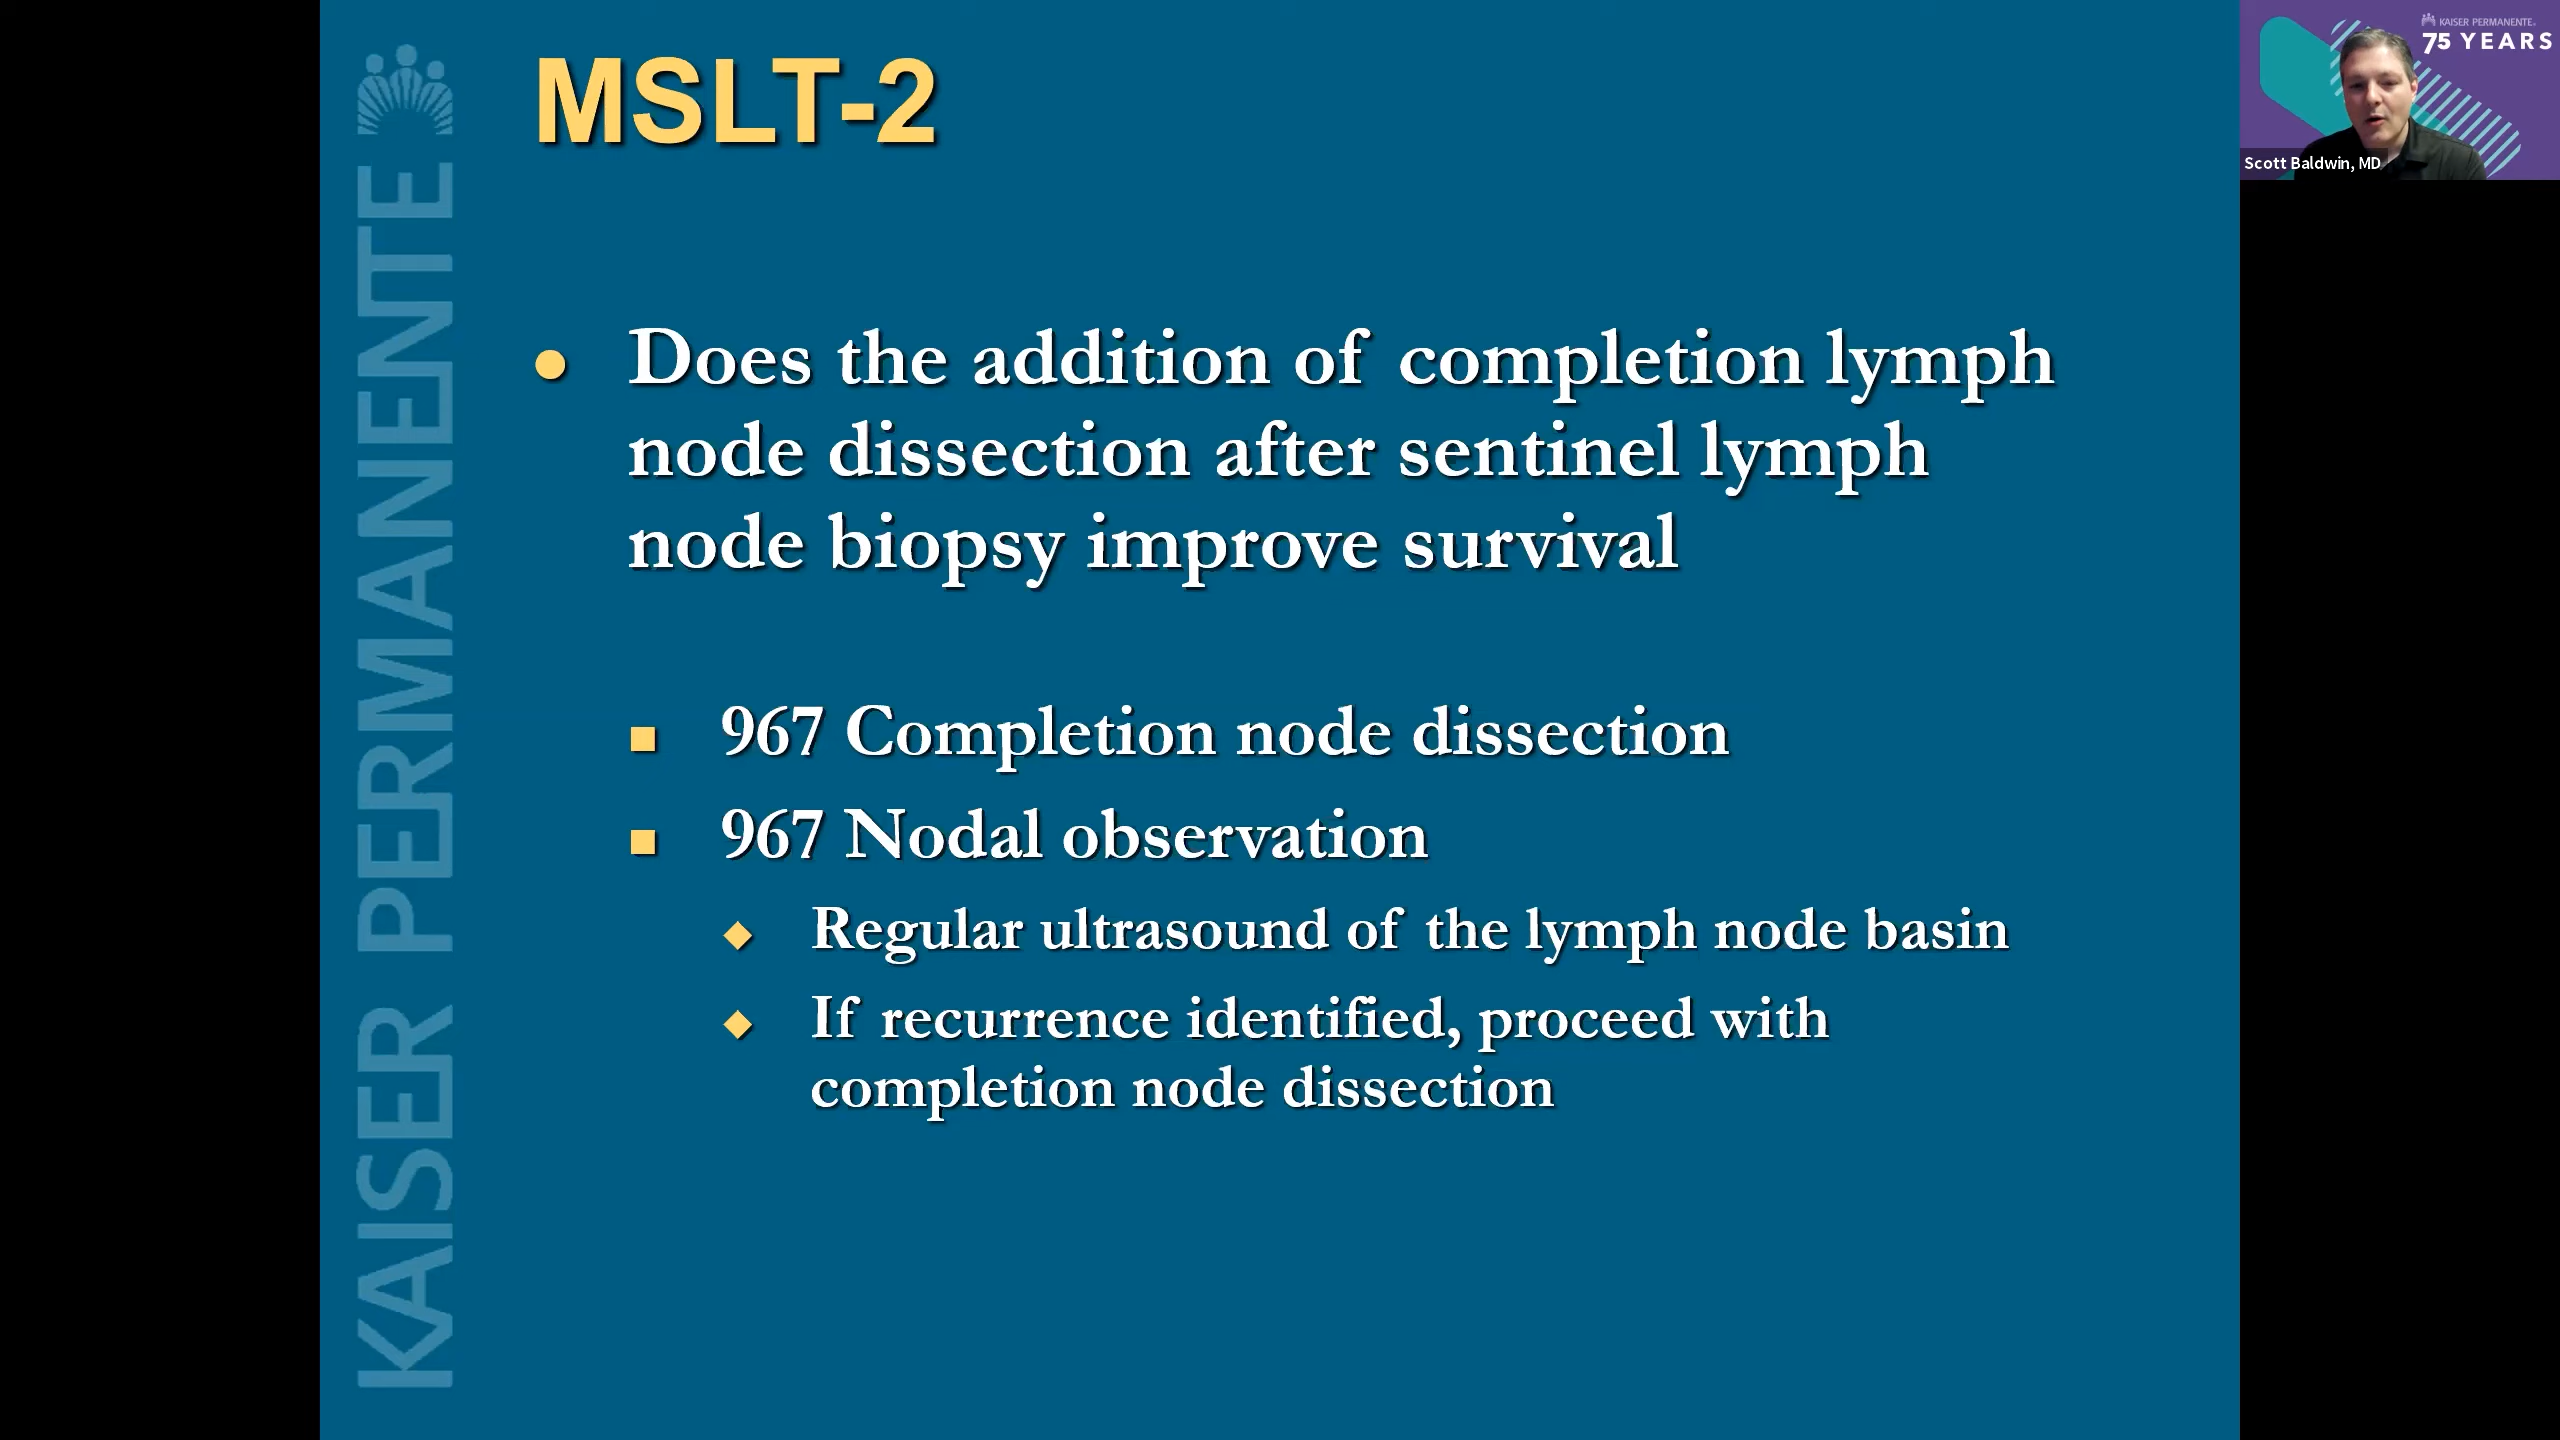 MSLT-2
KAISER PERMANENTE
Does the addition of completion lymph
node dissection after sentinel lymph
node biopsy improve survival
967 Completion node dissection
967 Nodal observation
Regular ultrasound of the lymph node basin
If recurrence identified, proceed with
completion node dissection
KAISER PERMANENTE.
75 YEARS
Scott Baldwin, MD